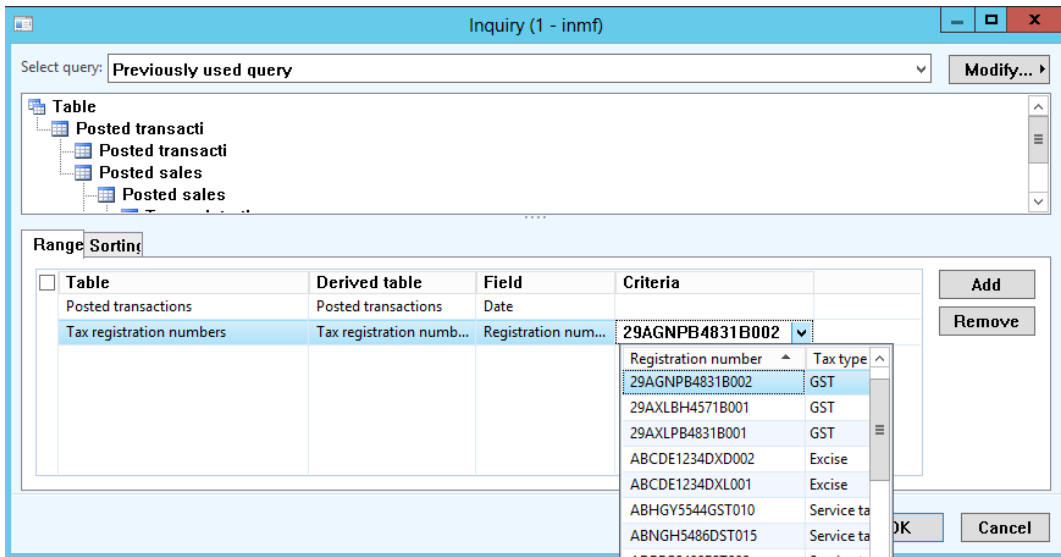 Inquiry (1 - inmf)
Select query: Previously used query Modify...
Table
Posted transacti
Posted transacti
Posted sales
Posted sales
Range Sorting
Table Derived table Field Criteria Add
Posted transactions Posted transactions Date
Tax registration numbers Tax registration numb... Registration num... 29AGNPB4831B002 Remove
Registration number Tax type
29AGNPB4831B002 GST
29AXLBH4571B001 GST
29AXLPB4831B001 GST
ABCDE1234DXD002 Excise
ABCDE1234DXL001 Excise
ABHGY5544GST010 Service ta
ABNGH5486DST015 Service ta
Cancel